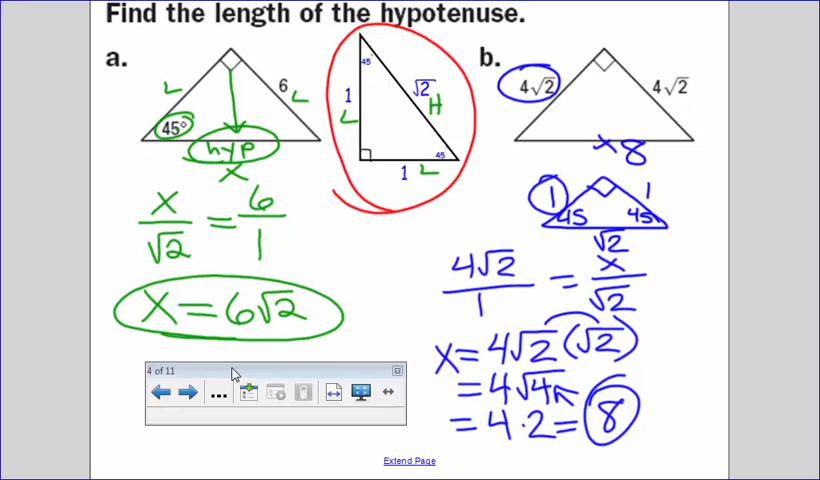 Find the length of the hypotenuse.
a.
L
6
L
45°
hyp
x
45
1
L
√2
H
45
1 L
b.
4√2
4√2
x 8
1
1
45
45
√2
x/√2 = 6/1
x = 6√2
4√2/1 = x/√2
x = 4√2 (√2)
= 4√4
= 4·2 = 8
4 of 11
...
Extend Page